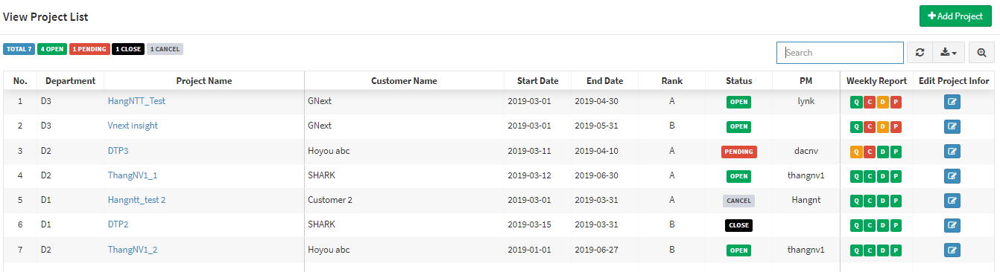 View Project List
Add Project
TOTAL 7 4 OPEN 1 PENDING 1 CLOSE 1 CANCEL
Search
No. Department Project Name Customer Name Start Date End Date Rank Status PM Weekly Report Edit Project Infor
1 D3 HangNTT_Test GNext 2019-03-01 2019-04-30 A OPEN lynk Q C D P
2 D3 Vnext insight GNext 2019-03-01 2019-05-31 B OPEN Q C D P
3 D2 DTP3 Hoyou abc 2019-03-11 2019-04-10 A PENDING dacnv Q C D P
4 D2 ThangNV1_1 SHARK 2019-03-12 2019-06-30 A OPEN thangnv1 Q C D P
5 D1 Hangntt_test 2 Customer 2 2019-03-01 2019-03-31 A CANCEL Hangnt Q C D P
6 D1 DTP2 SHARK 2019-03-15 2019-03-31 B CLOSE Q C D P
7 D2 ThangNV1_2 Hoyou abc 2019-01-01 2019-06-27 B OPEN thangnv1 Q C D P